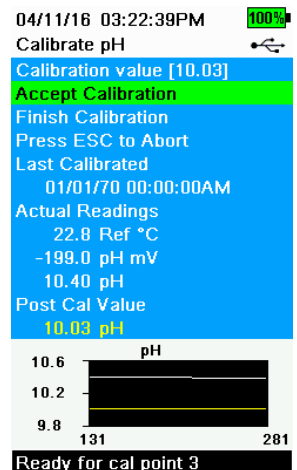 04/11/16 03:22:39PM 100%
Calibrate pH
Calibration value [10.03]
Accept Calibration
Finish Calibration
Press ESC to Abort
Last Calibrated
01/01/70 00:00:00AM
Actual Readings
22.8 Ref °C
-199.0 pH mV
10.40 pH
Post Cal Value
10.03 pH
pH
10.6
10.2
9.8
131 281
Ready for cal point 3